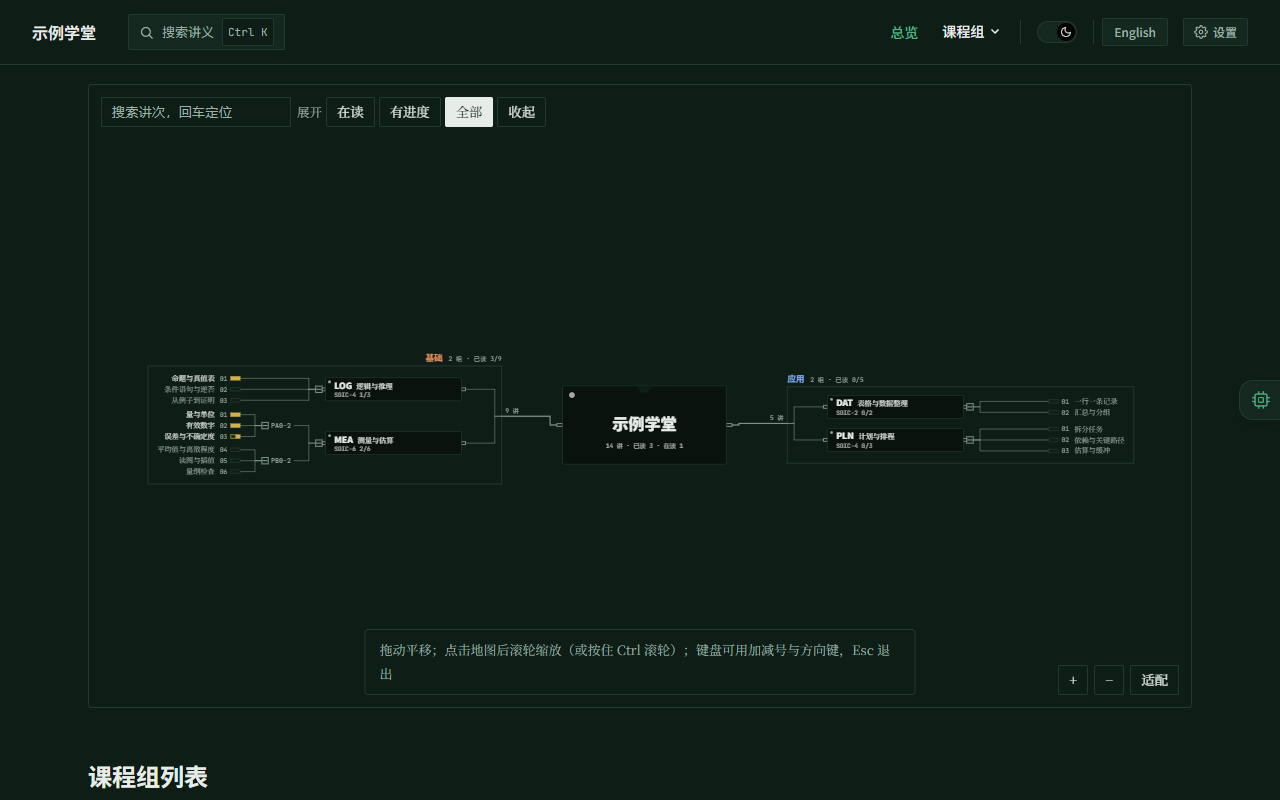 示例学堂
搜索讲义 Ctrl K
总览
课程组
English
设置
搜索讲次，回车定位
展开 在读 有进度 全部 收起
基础 2 组 · 已读 3/9
命题与真值表 01
条件语句与是否 02
从例子到证明 03
LOG 逻辑与推理
SGIC-4 1/3
量与单位 01
有效数字 02
误差与不确定度 03
PA0-2
平均值与离散程度 04
读图与插值 05
量纲检查 06
PB0-2
MEA 测量与估算
SGIC-6 2/6
9 讲
示例学堂
14 讲 · 已读 3 · 在读 1
5 讲
应用 2 组 · 已读 0/5
DAT 表格与数据整理
SGIC-2 0/2
01 一行一条记录
02 汇总与分组
PLN 计划与排程
SGIC-4 0/3
01 拆分任务
02 依赖与关键路径
03 估算与缓冲
拖动平移；点击地图后滚轮缩放（或按住 Ctrl 滚轮）；键盘可用加减号与方向键，Esc 退
出
+ − 适配
课程组列表